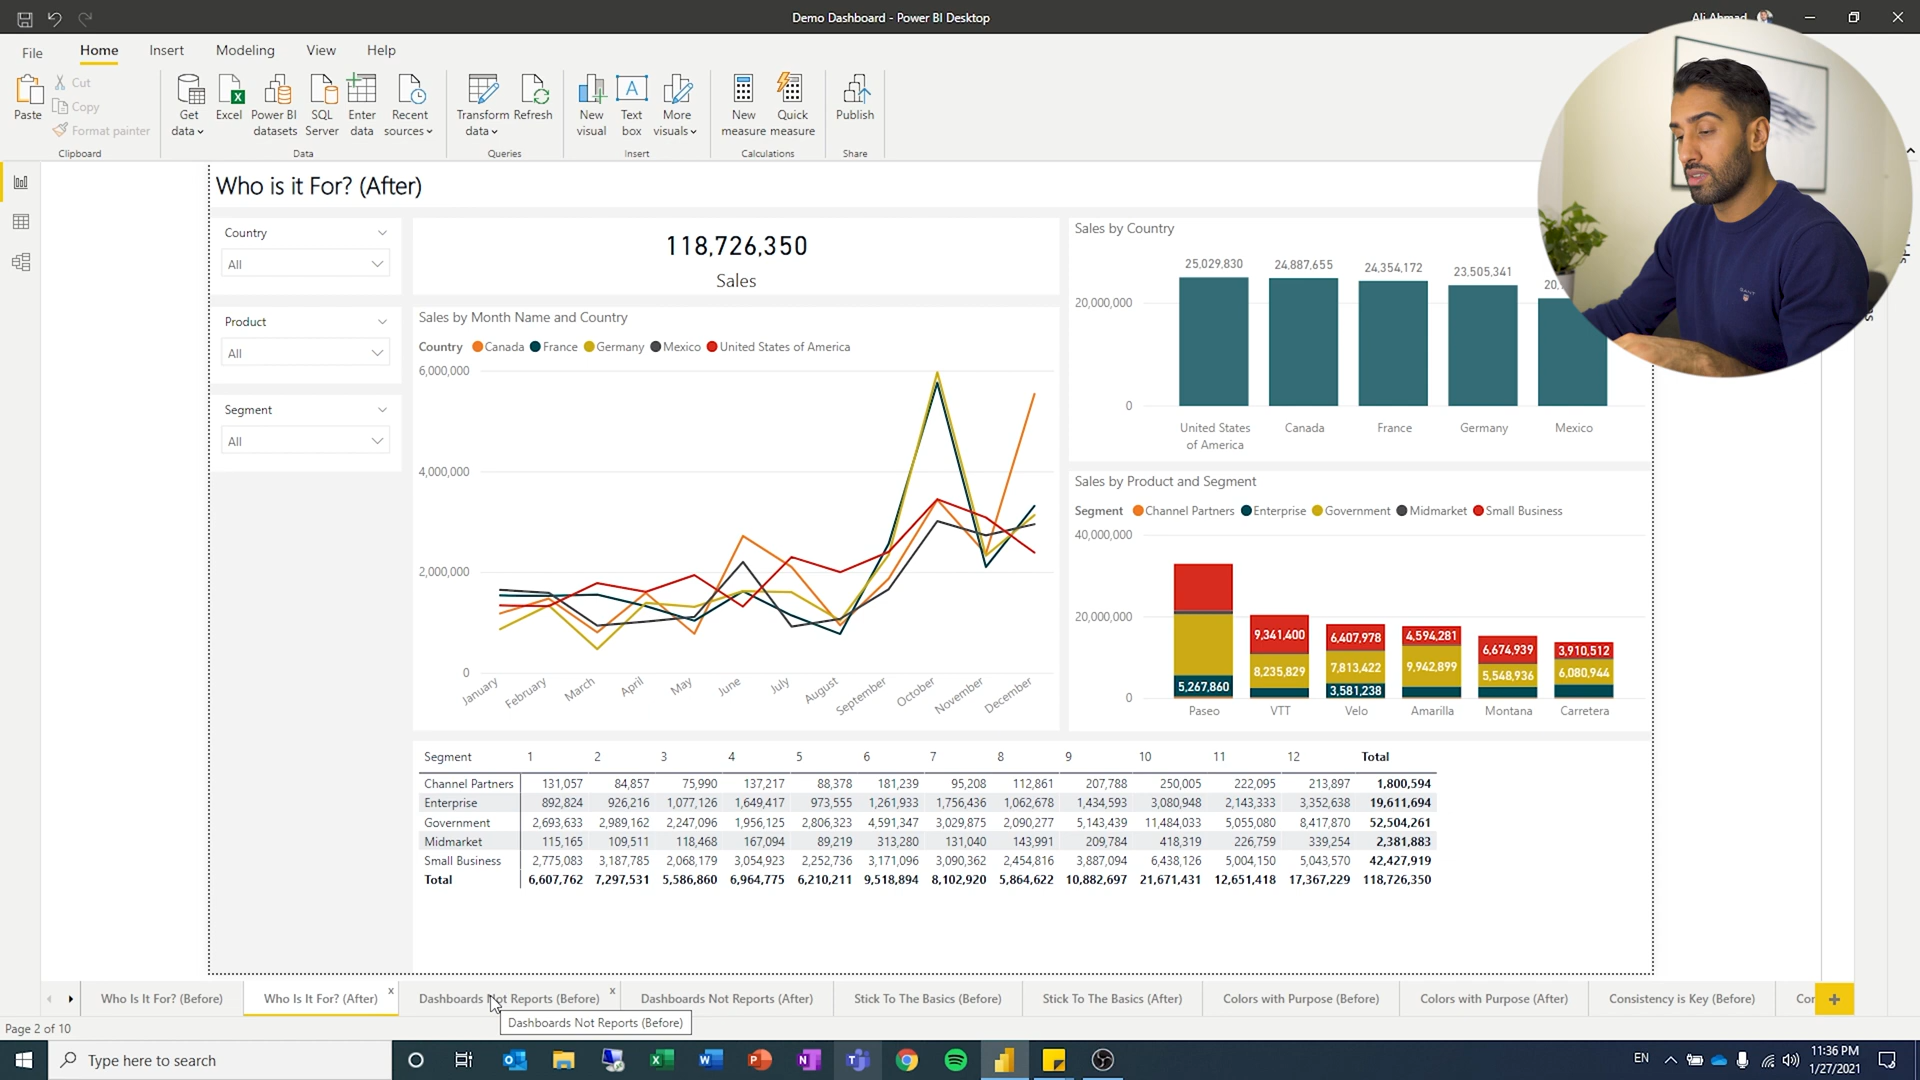 Demo Dashboard - Power BI Desktop
File Home Insert Modeling View Help
Paste
Cut
Copy
Format painter
Clipboard
Get data
Excel
Power BI datasets
SQL Server
Enter data
Recent sources
Data
Transform data
Refresh
Queries
New visual
Text box
More visuals
Insert
New measure
Quick measure
Calculations
Publish
Share
Who is it For? (After)
Country
All
Product
All
Segment
All
118,726,350
Sales
Sales by Month Name and Country
Country Canada France Germany Mexico United States of America
6,000,000
4,000,000
2,000,000
0
January February March April May June July August September October November December
Sales by Country
25,029,830 24,887,655 24,354,172 23,505,341
20,000,000
0
United States of America Canada France Germany Mexico
Sales by Product and Segment
Segment Channel Partners Enterprise Government Midmarket Small Business
40,000,000
20,000,000
0
5,267,860
9,341,400
8,235,829
6,407,978
7,813,422
3,581,238
4,594,281
9,942,899
6,674,939
5,548,936
3,910,512
6,080,944
Paseo VTT Velo Amarilla Montana Carretera
Segment 1 2 3 4 5 6 7 8 9 10 11 12 Total
Channel Partners 131,057 84,857 75,990 137,217 88,378 181,239 95,208 112,861 207,788 250,005 222,095 213,897 1,800,594
Enterprise 892,824 926,216 1,077,126 1,649,417 973,555 1,261,933 1,756,436 1,062,678 1,434,593 3,080,948 2,143,333 3,352,638 19,611,694
Government 2,693,633 2,989,162 2,247,096 1,956,125 2,806,323 4,591,347 3,029,875 2,090,277 5,143,439 11,484,033 5,055,080 8,417,870 52,504,261
Midmarket 115,165 109,511 118,468 167,094 89,219 313,280 131,040 143,991 209,784 418,319 226,759 339,254 2,381,883
Small Business 2,775,083 3,187,785 2,068,179 3,054,923 2,252,736 3,171,096 3,090,362 2,454,816 3,887,094 6,438,126 5,004,150 5,043,570 42,427,919
Total 6,607,762 7,297,531 5,586,860 6,964,775 6,210,211 9,518,894 8,102,920 5,864,622 10,882,697 21,671,431 12,651,418 17,367,229 118,726,350
Who Is It For? (Before) Who Is It For? (After) Dashboards Not Reports (Before) Dashboards Not Reports (After) Stick To The Basics (Before) Stick To The Basics (After) Colors with Purpose (Before) Colors with Purpose (After) Consistency is Key (Before)
Dashboards Not Reports (Before)
Page 2 of 10
Type here to search
EN
11:36 PM
1/27/2021